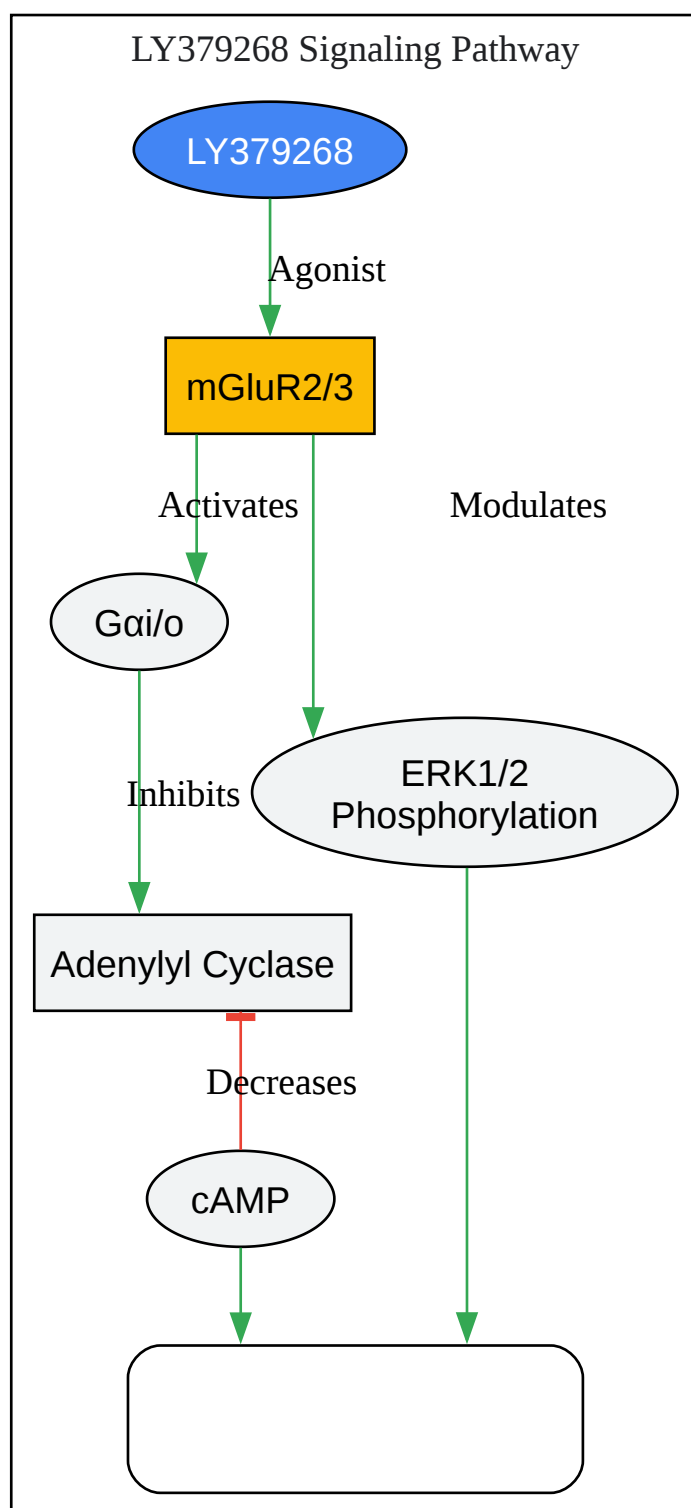 LY379268 Signaling Pathway
LY379268
Agonist
mGluR2/3
Activates
Modulates
Gαi/o
Inhibits
ERK1/2
Phosphorylation
Adenylyl Cyclase
Decreases
cAMP